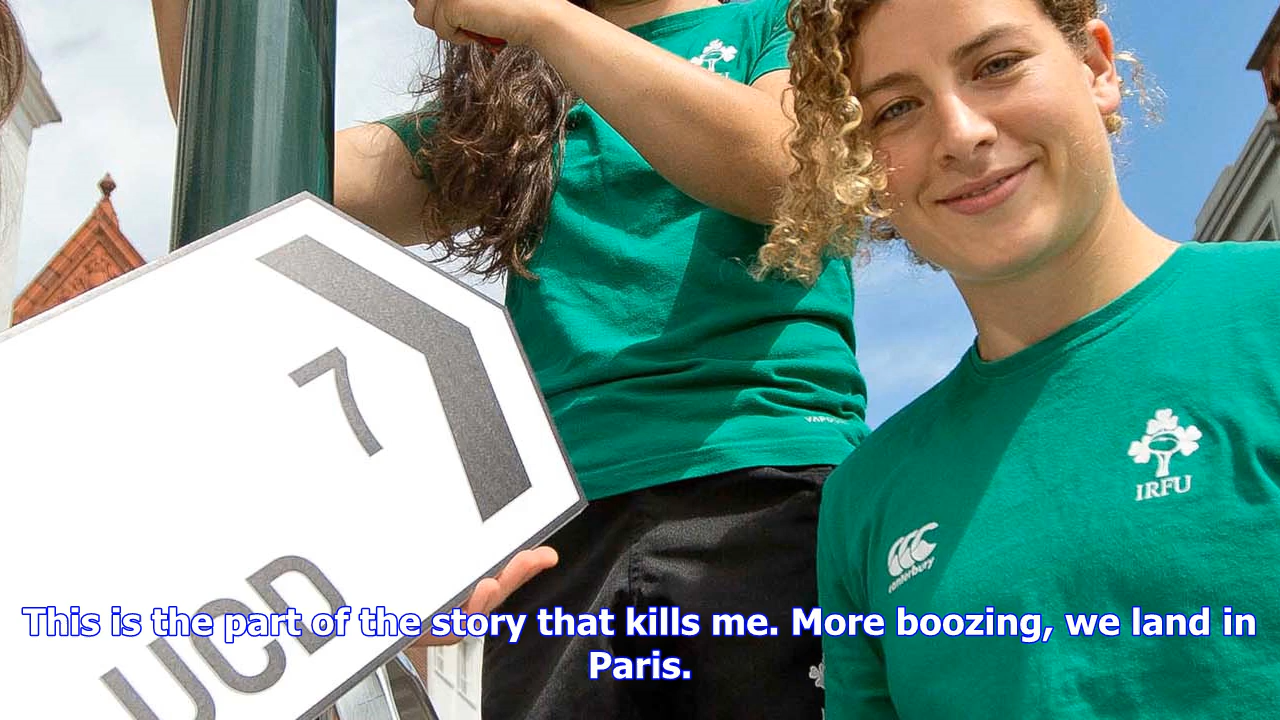 7
UCD
IRFU
canterbury
This is the part of the story that kills me. More boozing, we land in
Paris.